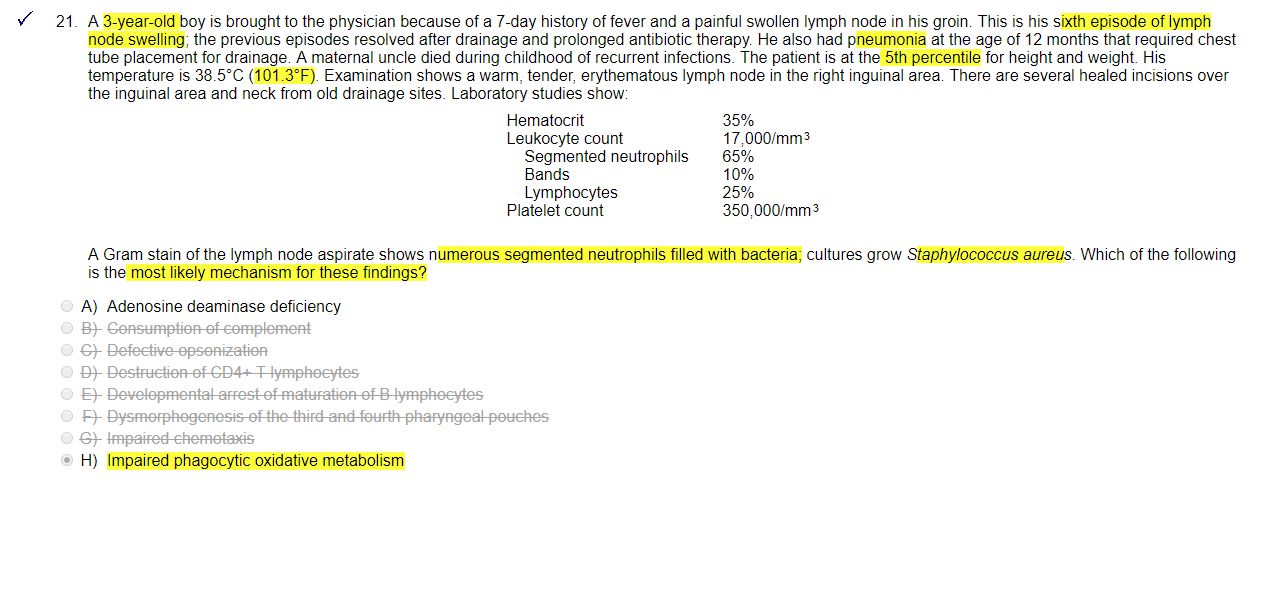 21. A 3-year-old boy is brought to the physician because of a 7-day history of fever and a painful swollen lymph node in his groin. This is his sixth episode of lymph
node swelling; the previous episodes resolved after drainage and prolonged antibiotic therapy. He also had pneumonia at the age of 12 months that required chest
tube placement for drainage. A maternal uncle died during childhood of recurrent infections. The patient is at the 5th percentile for height and weight. His
temperature is 38.5°C (101.3°F). Examination shows a warm, tender, erythematous lymph node in the right inguinal area. There are several healed incisions over
the inguinal area and neck from old drainage sites. Laboratory studies show:
Hematocrit 35%
Leukocyte count 17,000/mm3
Segmented neutrophils 65%
Bands 10%
Lymphocytes 25%
Platelet count 350,000/mm3
A Gram stain of the lymph node aspirate shows numerous segmented neutrophils filled with bacteria; cultures grow Staphylococcus aureus. Which of the following
is the most likely mechanism for these findings?
A) Adenosine deaminase deficiency
B) Consumption of complement
C) Defective opsonization
D) Destruction of CD4+ T lymphocytes
E) Developmental arrest of maturation of B lymphocytes
F) Dysmorphogenesis of the third and fourth pharyngeal pouches
G) Impaired chemotaxis
H) Impaired phagocytic oxidative metabolism